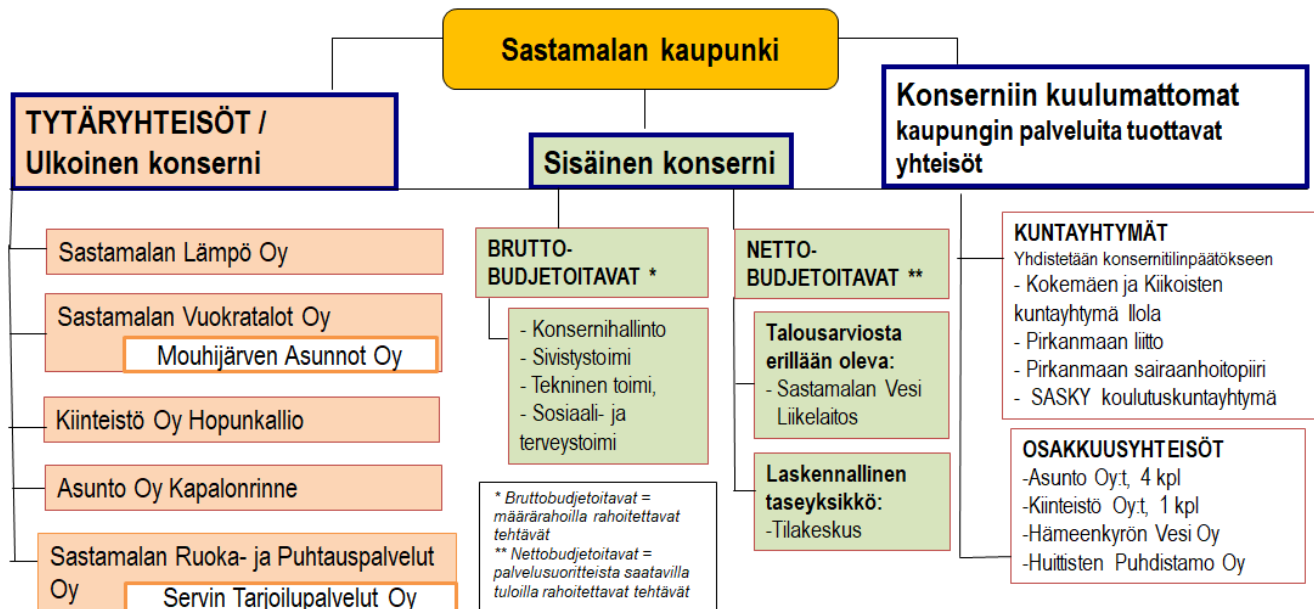 Sastamalan kaupunki
TYTÄRYHTEISÖT /
Ulkoinen konserni
Sastamalan Lämpö Oy
Sastamalan Vuokratalot Oy
Mouhijärven Asunnot Oy
Kiinteistö Oy Hopunkallio
Asunto Oy Kapalonrinne
Sastamalan Ruoka- ja Puhtauspalvelut
Oy
Servin Tarjoilupalvelut Oy
Sisäinen konserni
BRUTTO-
BUDJETOITAVAT *
- Konsernihallinto
- Sivistystoimi
- Tekninen toimi,
- Sosiaali- ja
terveystoimi
* Bruttobudjetoitavat =
määrärahoilla rahoitettavat
tehtävät
** Nettobudjetoitavat =
palvelusuoritteista saatavilla
tuloilla rahoitettavat tehtävät
NETTO-
BUDJETOITAVAT **
Talousarviosta
erillään oleva:
- Sastamalan Vesi
Liikelaitos
Laskennallinen
taseyksikkö:
-Tilakeskus
Konserniin kuulumattomat
kaupungin palveluita tuottavat
yhteisöt
KUNTAYHTYMÄT
Yhdistetään konsernitilinpäätökseen
- Kokemäen ja Kiikoisten
kuntayhtymä Ilola
- Pirkanmaan liitto
- Pirkanmaan sairaanhoitopiiri
- SASKY koulutuskuntayhtymä
OSAKKUUSYHTEISÖT
-Asunto Oy:t, 4 kpl
-Kiinteistö Oy:t, 1 kpl
-Hämeenkyrön Vesi Oy
-Huittisten Puhdistamo Oy